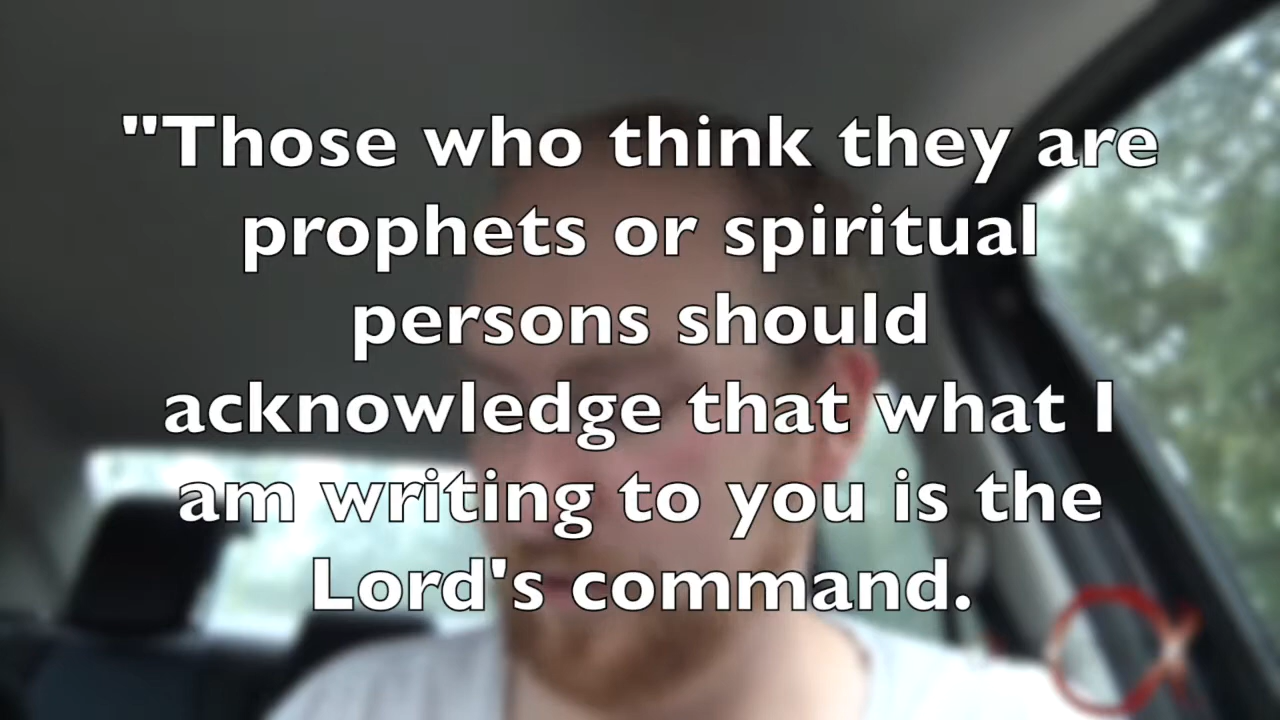 "Those who think they are
prophets or spiritual
persons should
acknowledge that what I
am writing to you is the
Lord's command.